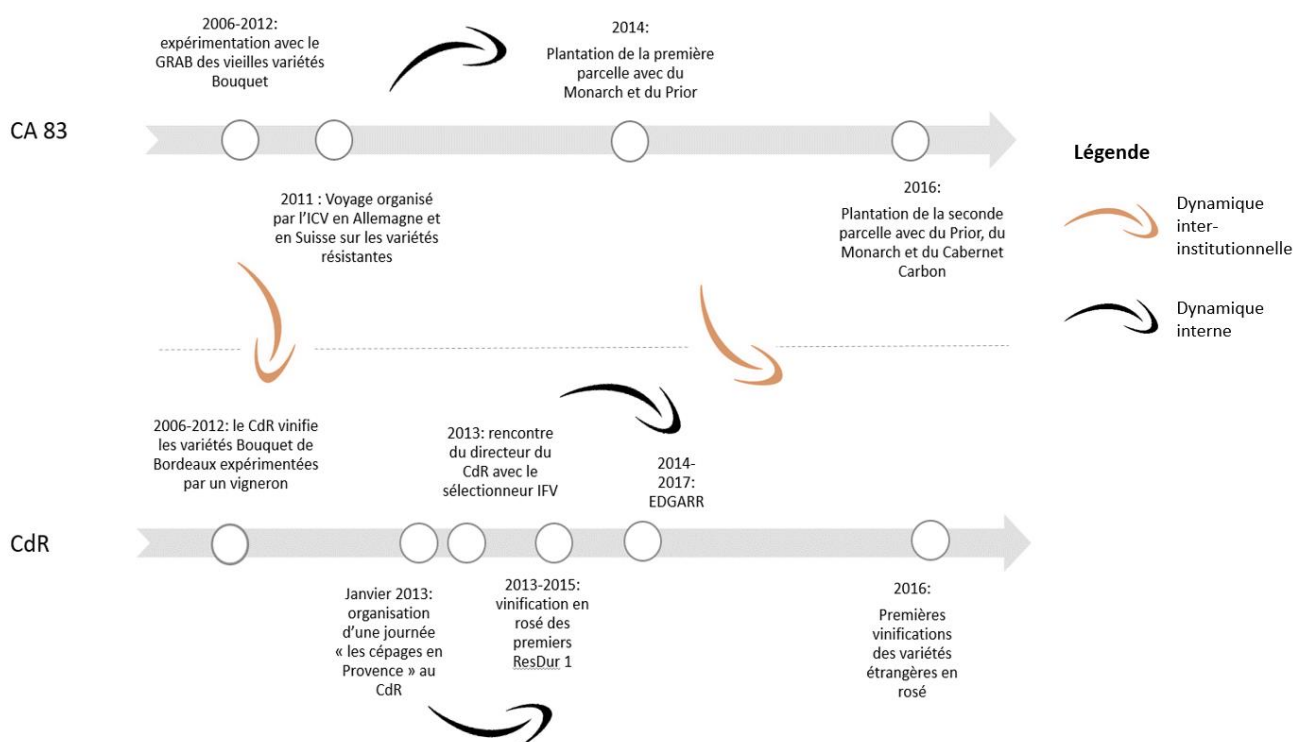 2006-2012:
expérimentation avec le
GRAB des vieilles variétés
Bouquet
2014:
Plantation de la première
parcelle avec du
Monarch et du Prior
CA 83
2011 : Voyage organisé
par l’ICV en Allemagne et
en Suisse sur les variétés
résistantes
2016:
Plantation de la seconde
parcelle avec du Prior, du
Monarch et du Cabernet
Carbon
Légende
Dynamique
inter-
institutionnelle
Dynamique
interne
2006-2012: le CdR vinifie
les variétés Bouquet de
Bordeaux expérimentées
par un vigneron
2013: rencontre
du directeur du
CdR avec le
sélectionneur IFV
2014-
2017:
EDGARR
CdR
Janvier 2013:
organisation
d’une journée
« les cépages en
Provence » au
CdR
2013-2015:
vinification en
rosé des
premiers
ResDur 1
2016:
Premières
vinifications
des variétés
étrangères en
rosé